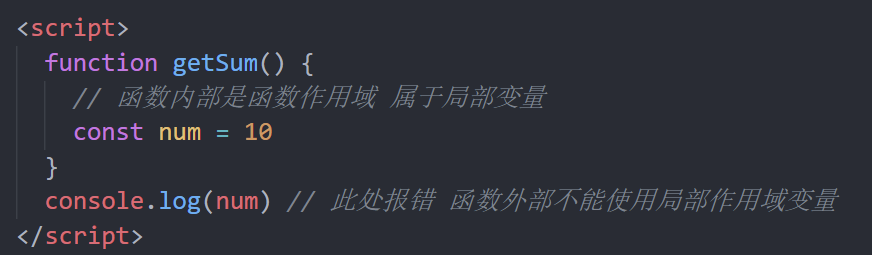 <script>
function getSum() {
// 函数内部是函数作用域 属于局部变量
const num = 10
}
console.log(num) // 此处报错 函数外部不能使用局部作用域变量
</script>